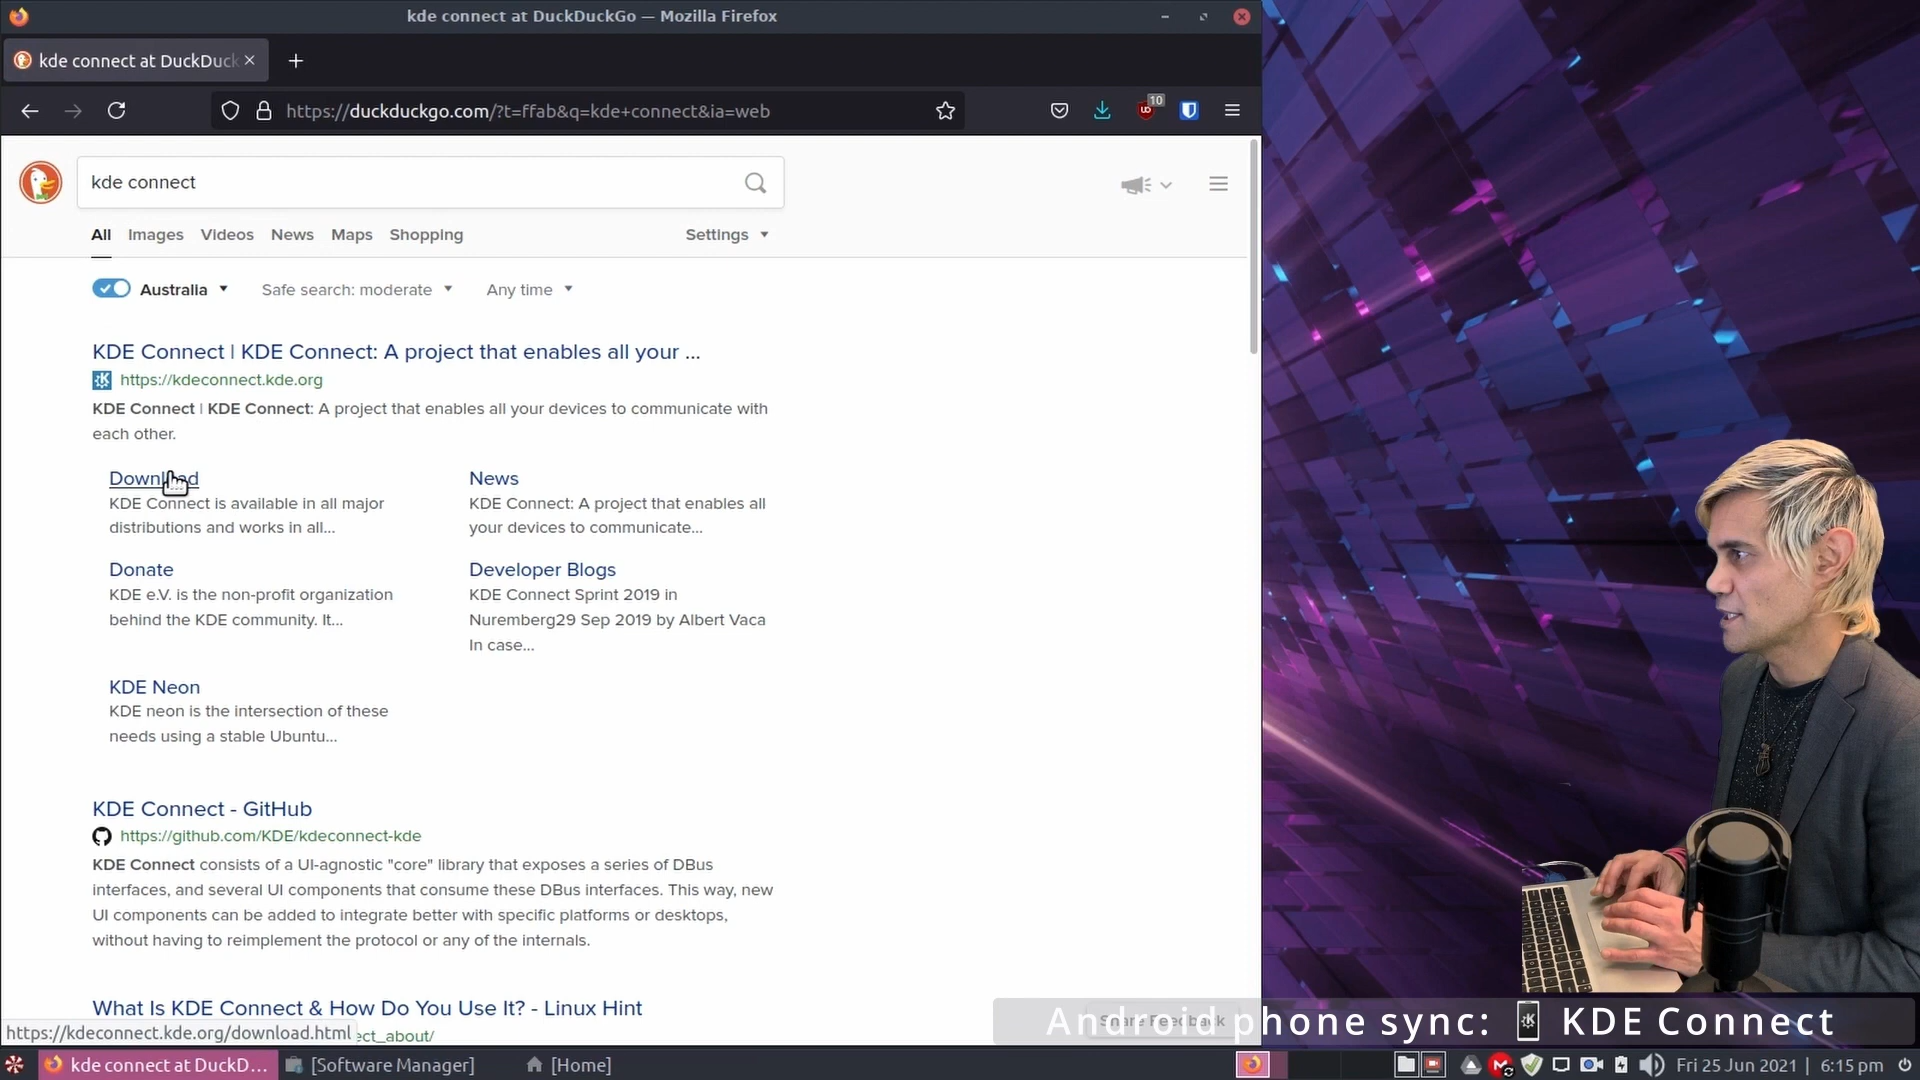 kde connect at DuckDuckGo — Mozilla Firefox
kde connect at DuckDuck
https://duckduckgo.com/?t=ffab&q=kde+connect&ia=web
10
kde connect
All Images Videos News Maps Shopping Settings
Australia Safe search: moderate Any time
KDE Connect | KDE Connect: A project that enables all your ...
https://kdeconnect.kde.org
KDE Connect | KDE Connect: A project that enables all your devices to communicate with
each other.
Download
KDE Connect is available in all major
distributions and works in all...
News
KDE Connect: A project that enables all
your devices to communicate...
Donate
KDE e.V. is the non-profit organization
behind the KDE community. It...
Developer Blogs
KDE Connect Sprint 2019 in
Nuremberg29 Sep 2019 by Albert Vaca
In case...
KDE Neon
KDE neon is the intersection of these
needs using a stable Ubuntu...
KDE Connect - GitHub
https://github.com/KDE/kdeconnect-kde
KDE Connect consists of a UI-agnostic "core" library that exposes a series of DBus
interfaces, and several UI components that consume these DBus interfaces. This way, new
UI components can be added to integrate better with specific platforms or desktops,
without having to reimplement the protocol or any of the internals.
What Is KDE Connect & How Do You Use It? - Linux Hint
https://kdeconnect.kde.org/download.html
ect_about/
Share Feedback
Android phone sync: KDE Connect
kde connect at DuckD...
[Software Manager]
[Home]
Fri 25 Jun 2021 | 6:15 pm